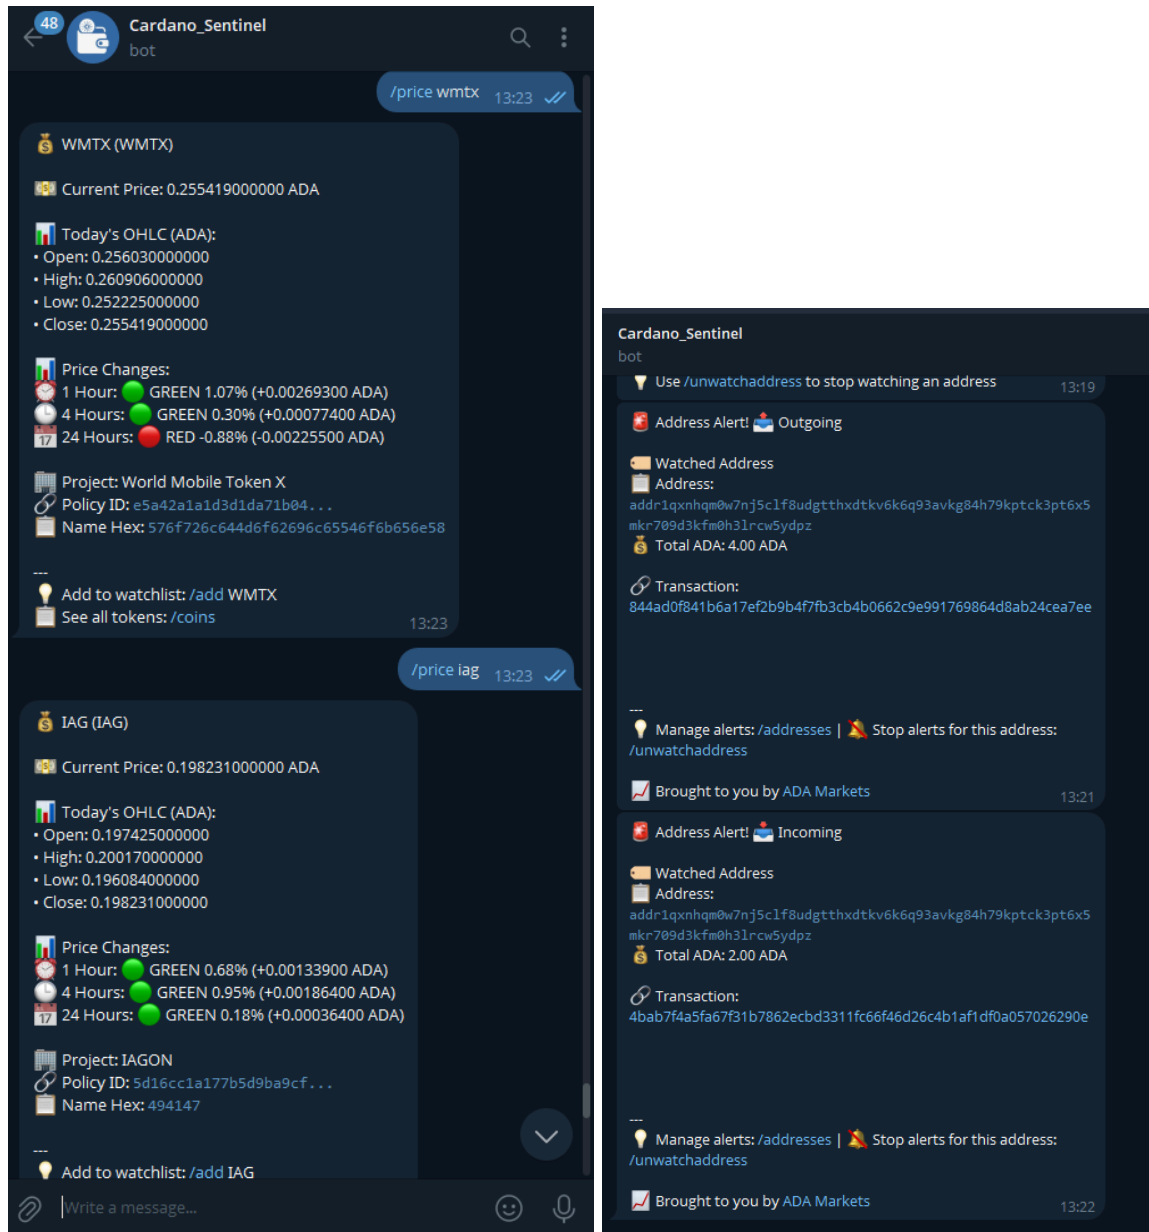 48
Cardano_Sentinel
bot
/price wmtx 13:23
WMTX (WMTX)
Current Price: 0.255419000000 ADA
Today's OHLC (ADA):
• Open: 0.256030000000
• High: 0.260906000000
• Low: 0.252225000000
• Close: 0.255419000000
Price Changes:
1 Hour: GREEN 1.07% (+0.00269300 ADA)
4 Hours: GREEN 0.30% (+0.00077400 ADA)
17 24 Hours: RED -0.88% (-0.00225500 ADA)
Project: World Mobile Token X
Policy ID: e5a42a1a1d3d1da71b04...
Name Hex: 576f726c644d6f62696c65546f6b656e58
---
Add to watchlist: /add WMTX
See all tokens: /coins
13:23
/price iag 13:23
IAG (IAG)
Current Price: 0.198231000000 ADA
Today's OHLC (ADA):
• Open: 0.197425000000
• High: 0.200170000000
• Low: 0.196084000000
• Close: 0.198231000000
Price Changes:
1 Hour: GREEN 0.68% (+0.00133900 ADA)
4 Hours: GREEN 0.95% (+0.00186400 ADA)
17 24 Hours: GREEN 0.18% (+0.00036400 ADA)
Project: IAGON
Policy ID: 5d16cc1a177b5d9ba9cf...
Name Hex: 494147
---
Add to watchlist: /add IAG
Write a message...
Cardano_Sentinel
bot
Use /unwatchaddress to stop watching an address
13:19
Address Alert! Outgoing
Watched Address
Address:
addr1qxnhqm0w7nj5clf8udgtthxdtkv6k6q93avkg84h79kptck3pt6x5
mkr709d3kfm0h3lrcw5ydpz
Total ADA: 4.00 ADA
Transaction:
844ad0f841b6a17ef2b9b4f7fb3cb4b0662c9e991769864d8ab24cea7ee
---
Manage alerts: /addresses | Stop alerts for this address:
/unwatchaddress
Brought to you by ADA Markets
13:21
Address Alert! Incoming
Watched Address
Address:
addr1qxnhqm0w7nj5clf8udgtthxdtkv6k6q93avkg84h79kptck3pt6x5
mkr709d3kfm0h3lrcw5ydpz
Total ADA: 2.00 ADA
Transaction:
4bab7f4a5fa67f31b7862ecbd3311fc66f46d26c4b1af1df0a057026290e
---
Manage alerts: /addresses | Stop alerts for this address:
/unwatchaddress
Brought to you by ADA Markets
13:22